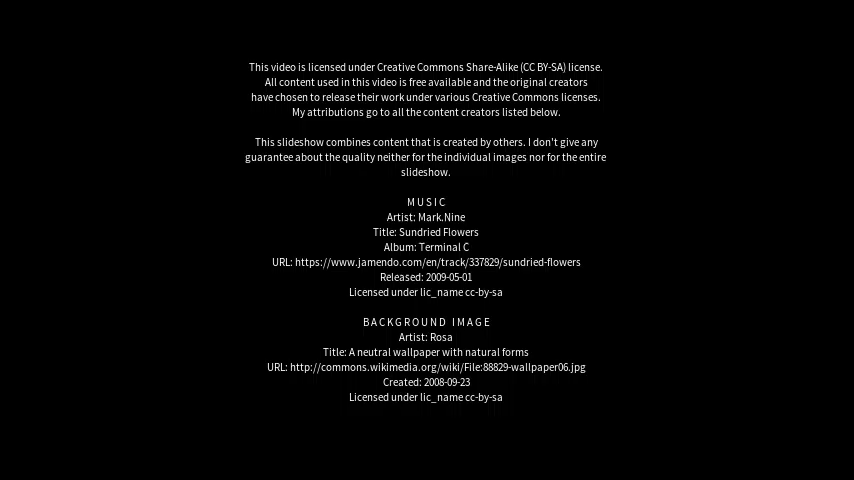 This video is licensed under Creative Commons Share-Alike (CC BY-SA) license.
All content used in this video is free available and the original creators
have chosen to release their work under various Creative Commons licenses.
My attributions go to all the content creators listed below.
This slideshow combines content that is created by others. I don't give any
guarantee about the quality neither for the individual images nor for the entire
slideshow.
MUSIC
Artist: Mark.Nine
Title: Sundried Flowers
Album: Terminal C
URL: https://www.jamendo.com/en/track/337829/sundried-flowers
Released: 2009-05-01
Licensed under lic_name cc-by-sa
BACKGROUND IMAGE
Artist: Rosa
Title: A neutral wallpaper with natural forms
URL: http://commons.wikimedia.org/wiki/File:88829-wallpaper06.jpg
Created: 2008-09-23
Licensed under lic_name cc-by-sa